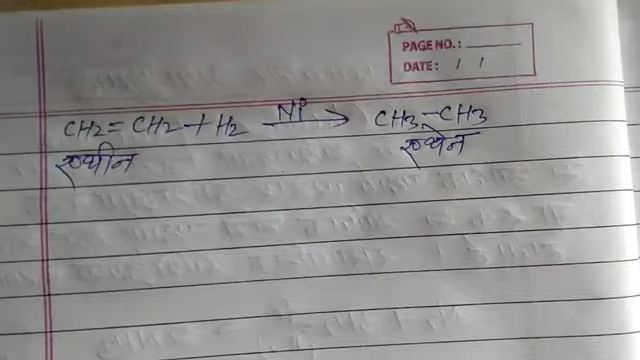 PAGE NO.:
DATE: / /
CH2 = CH2 + H2 Ni → CH3 - CH3
एथीन एथेन